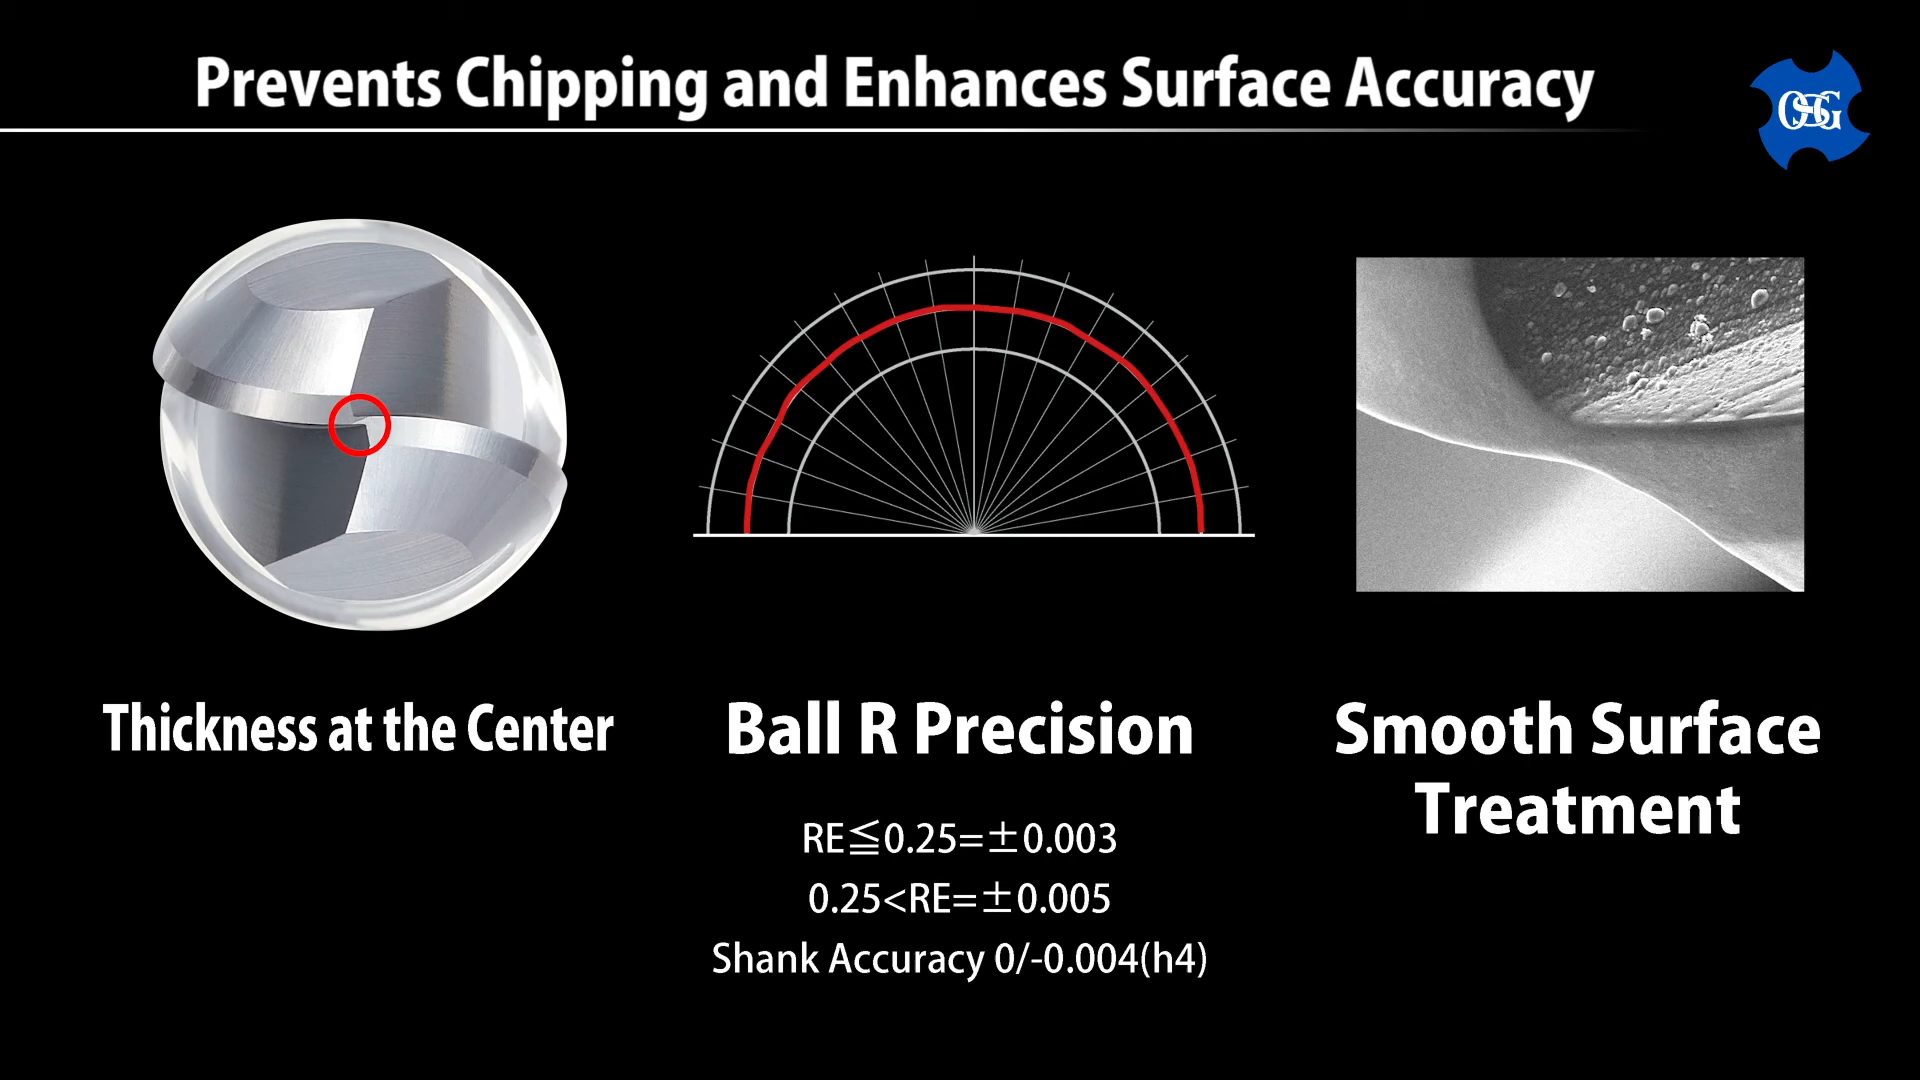 Prevents Chipping and Enhances Surface Accuracy
OSG
Thickness at the Center
Ball R Precision
RE≦0.25=±0.003
0.25<RE=±0.005
Shank Accuracy 0/-0.004(h4)
Smooth Surface
Treatment